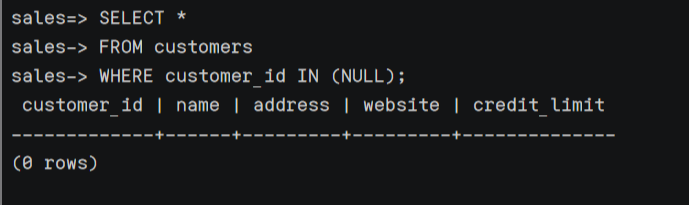 sales=> SELECT *
sales-> FROM customers
sales-> WHERE customer_id IN (NULL);
 customer_id | name | address | website | credit_limit
-------------+------+---------+---------+--------------
(0 rows)